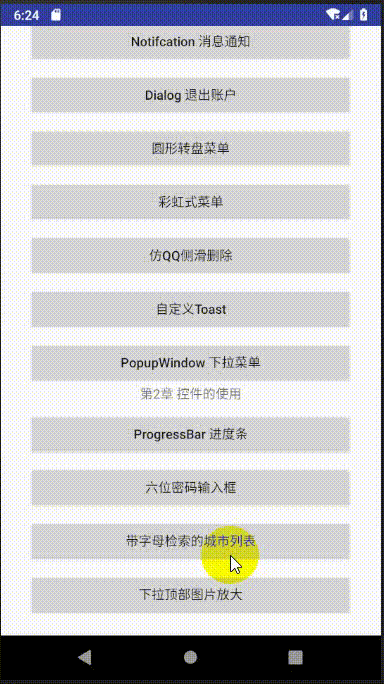 6:24
Notifcation 消息通知
Dialog 退出账户
圆形转盘菜单
彩虹式菜单
仿QQ侧滑删除
自定义Toast
PopupWindow 下拉菜单
第2章 控件的使用
ProgressBar 进度条
六位密码输入框
带字母检索的城市列表
下拉顶部图片放大